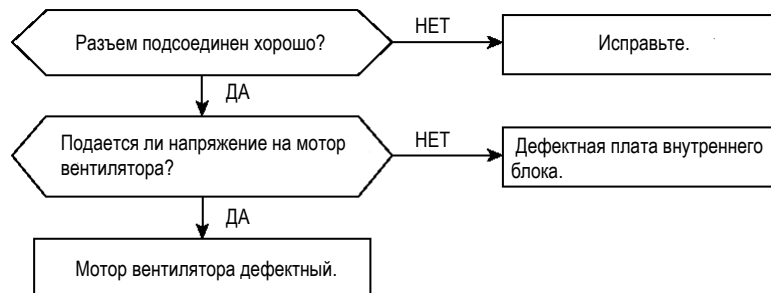 Разъем подсоединен хорошо?
НЕТ
Исправьте.
ДА
Подается ли напряжение на мотор
вентилятора?
НЕТ
Дефектная плата внутреннего
блока.
ДА
Мотор вентилятора дефектный.